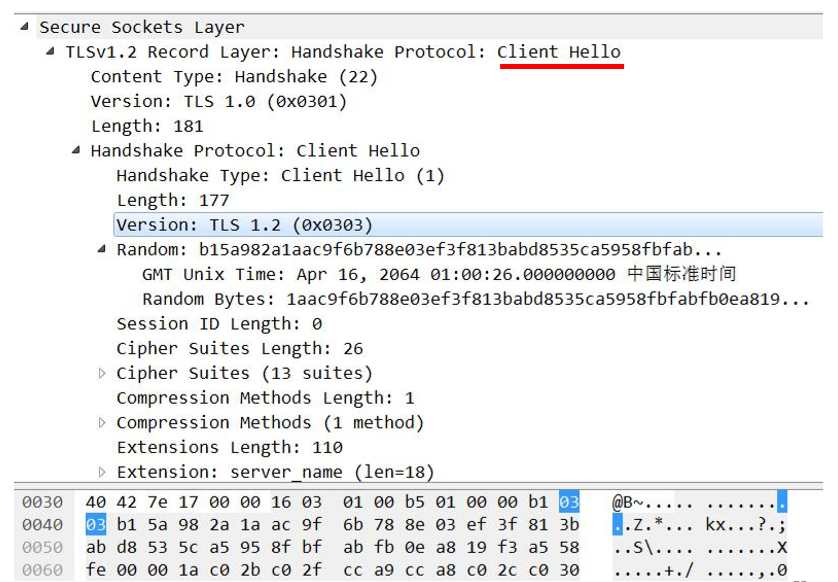 Secure Sockets Layer
TLSv1.2 Record Layer: Handshake Protocol: Client Hello
Content Type: Handshake (22)
Version: TLS 1.0 (0x0301)
Length: 181
Handshake Protocol: Client Hello
Handshake Type: Client Hello (1)
Length: 177
Version: TLS 1.2 (0x0303)
Random: b15a982a1aac9f6b788e03ef3f813babd8535ca5958fbfab...
GMT Unix Time: Apr 16, 2064 01:00:26.000000000 中国标准时间
Random Bytes: 1aac9f6b788e03ef3f813babd8535ca5958fbfabfb0ea819...
Session ID Length: 0
Cipher Suites Length: 26
Cipher Suites (13 suites)
Compression Methods Length: 1
Compression Methods (1 method)
Extensions Length: 110
Extension: server_name (len=18)
0030 40 42 7e 17 00 00 16 03 01 00 b5 01 00 00 b1 03 @B~..... ........
0040 03 b1 5a 98 2a 1a ac 9f 6b 78 8e 03 ef 3f 81 3b ..Z.*... kx...?.;
0050 ab d8 53 5c a5 95 8f bf ab fb 0e a8 19 f3 a5 58 ..S\.... .......X
0060 fe 00 00 1a c0 2b c0 2f cc a9 cc a8 c0 2c c0 30 .....+./ .....,.0